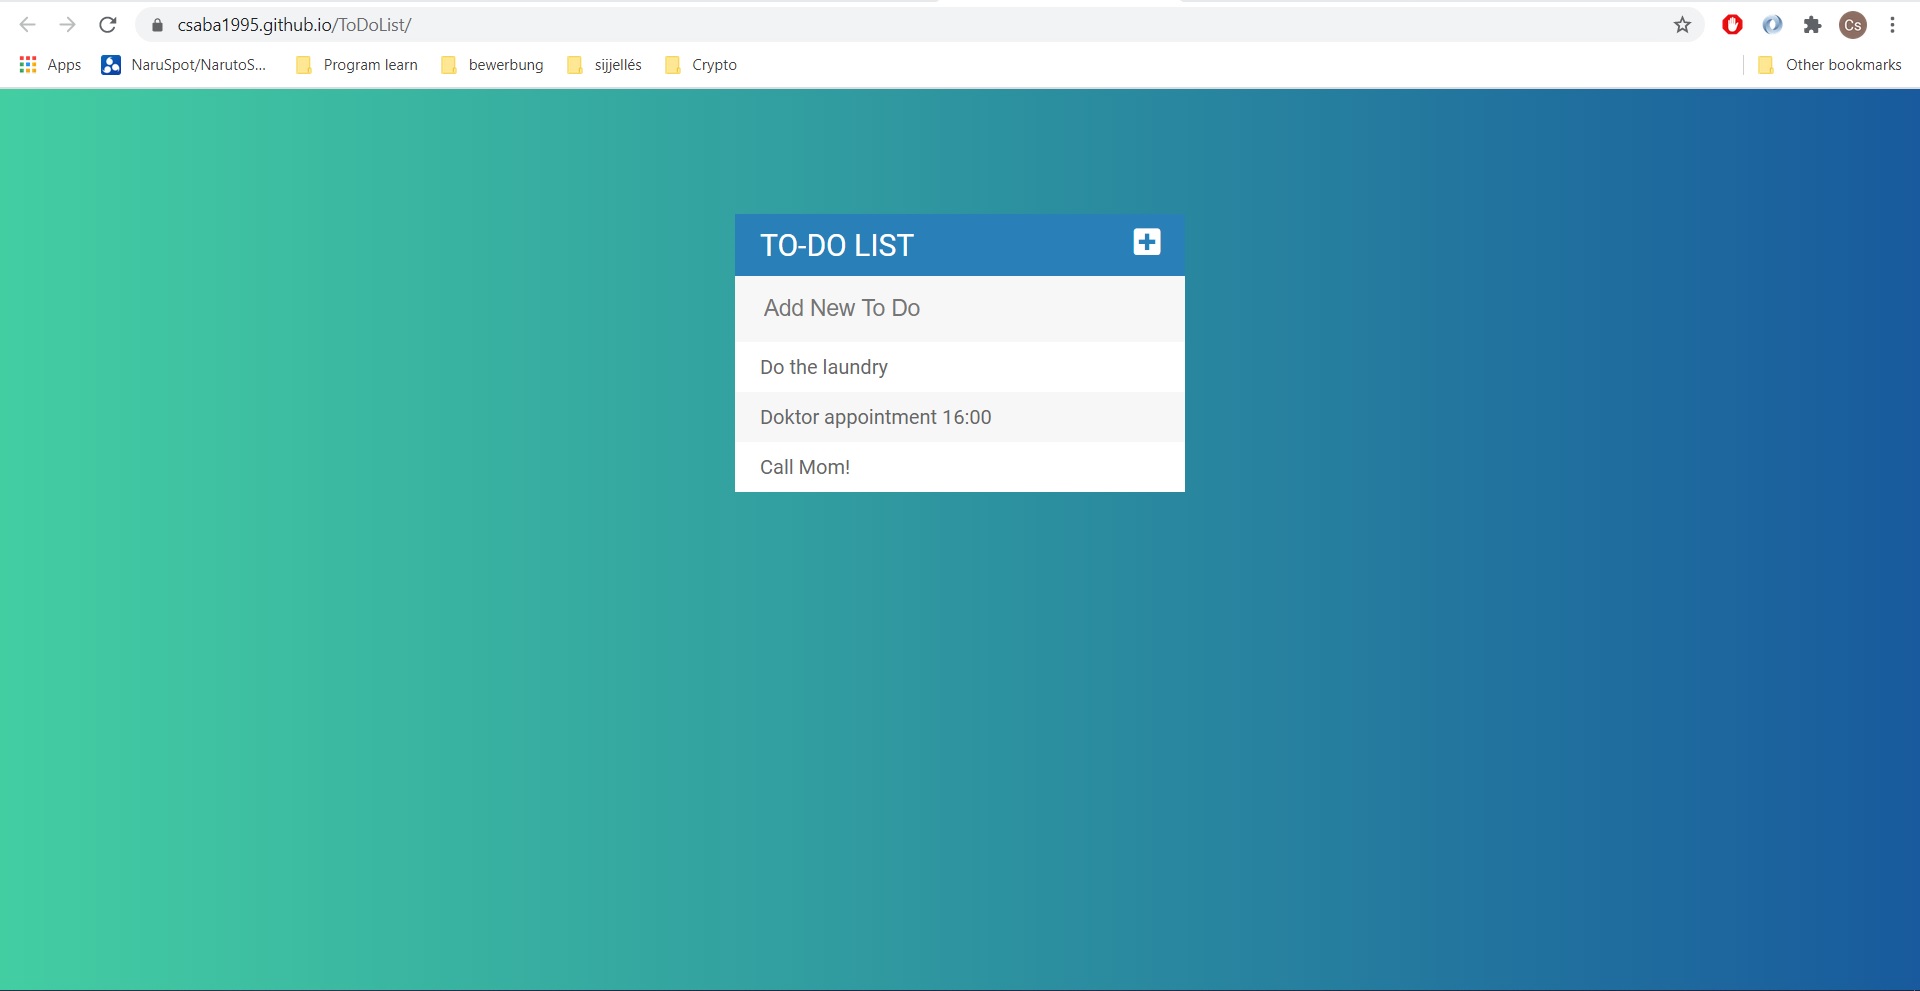 csaba1995.github.io/ToDoList/
Cs
Apps NaruSpot/NarutoS... Program learn bewerbung sijjellés Crypto Other bookmarks
TO-DO LIST
Add New To Do
Do the laundry
Doktor appointment 16:00
Call Mom!